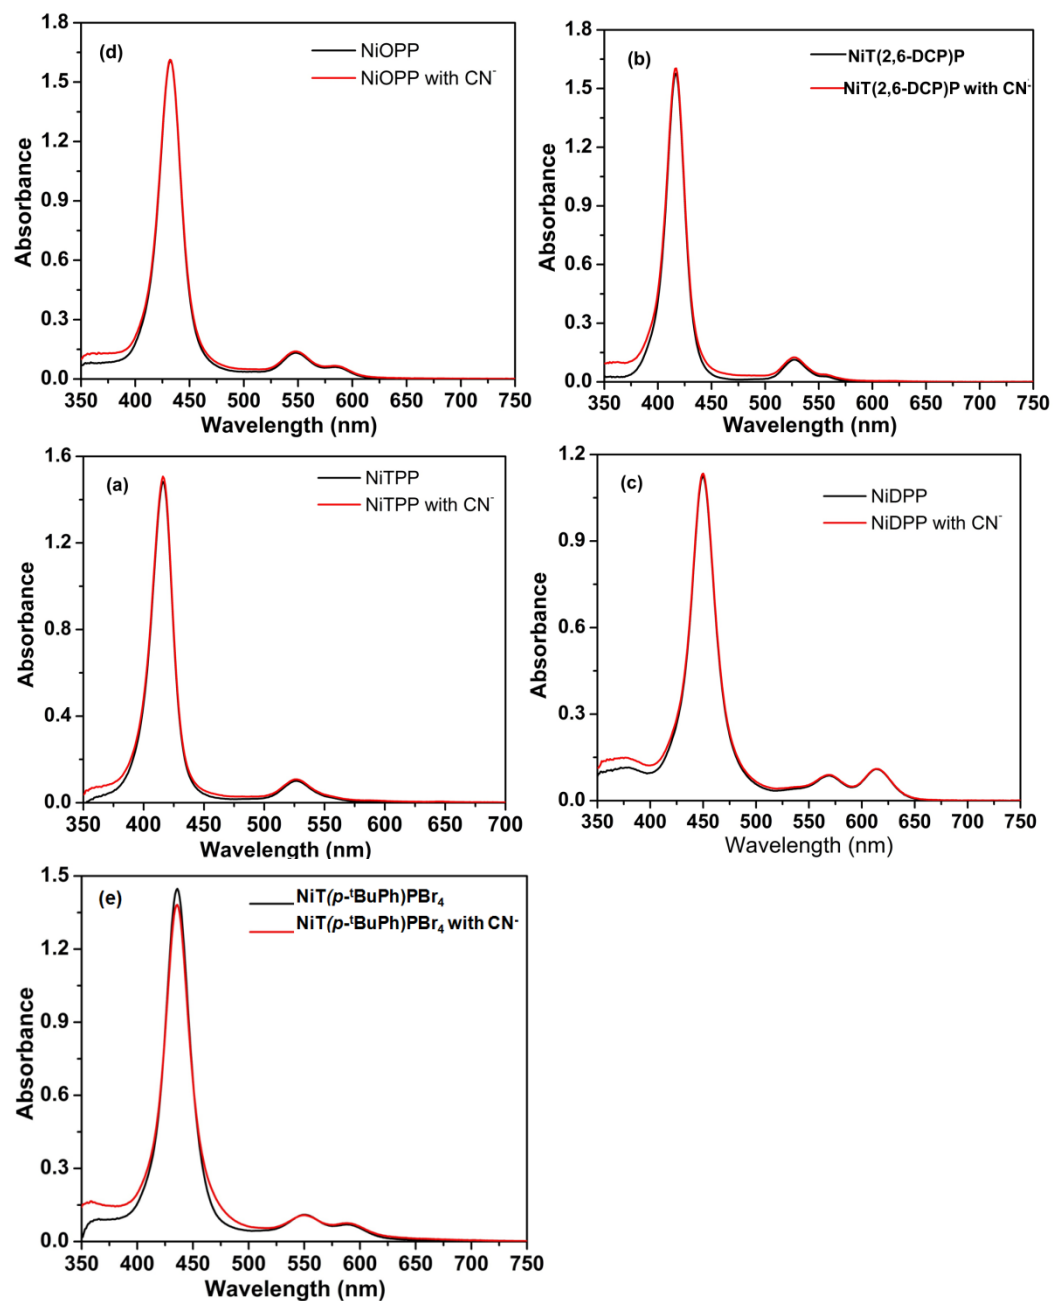 (d)
NiOPP
NiOPP with CN⁻
Absorbance
1.8
1.5
1.2
0.9
0.6
0.3
0.0
350 400 450 500 550 600 650 700 750
Wavelength (nm)
(b)
NiT(2,6-DCP)P
NiT(2,6-DCP)P with CN⁻
Absorbance
1.8
1.5
1.2
0.9
0.6
0.3
0.0
350 400 450 500 550 600 650 700 750
Wavelength (nm)
(a)
NiTPP
NiTPP with CN⁻
Absorbance
1.6
1.2
0.8
0.4
0.0
350 400 450 500 550 600 650 700
Wavelength (nm)
(c)
NiDPP
NiDPP with CN⁻
Absorbance
1.2
0.9
0.6
0.3
0.0
350 400 450 500 550 600 650 700 750
Wavelength (nm)
(e)
NiT(p-ᵗBuPh)PBr₄
NiT(p-ᵗBuPh)PBr₄ with CN⁻
Absorbance
1.5
1.2
0.9
0.6
0.3
0.0
350 400 450 500 550 600 650 700 750
Wavelength (nm)